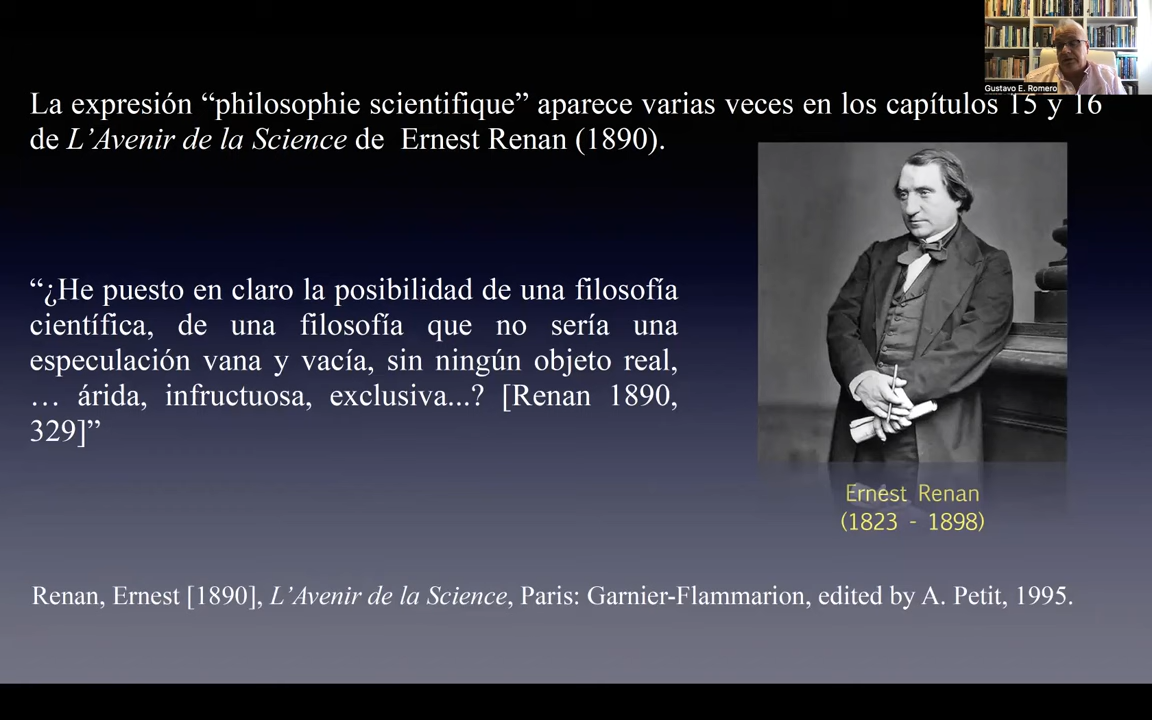 Gustavo E. Romero
La expresión “philosophie scientifique” aparece varias veces en los capítulos 15 y 16
de L’Avenir de la Science de Ernest Renan (1890).
“¿He puesto en claro la posibilidad de una filosofía
científica, de una filosofía que no sería una
especulación vana y vacía, sin ningún objeto real,
… árida, infructuosa, exclusiva...? [Renan 1890,
329]”
Ernest Renan
(1823 - 1898)
Renan, Ernest [1890], L’Avenir de la Science, Paris: Garnier-Flammarion, edited by A. Petit, 1995.